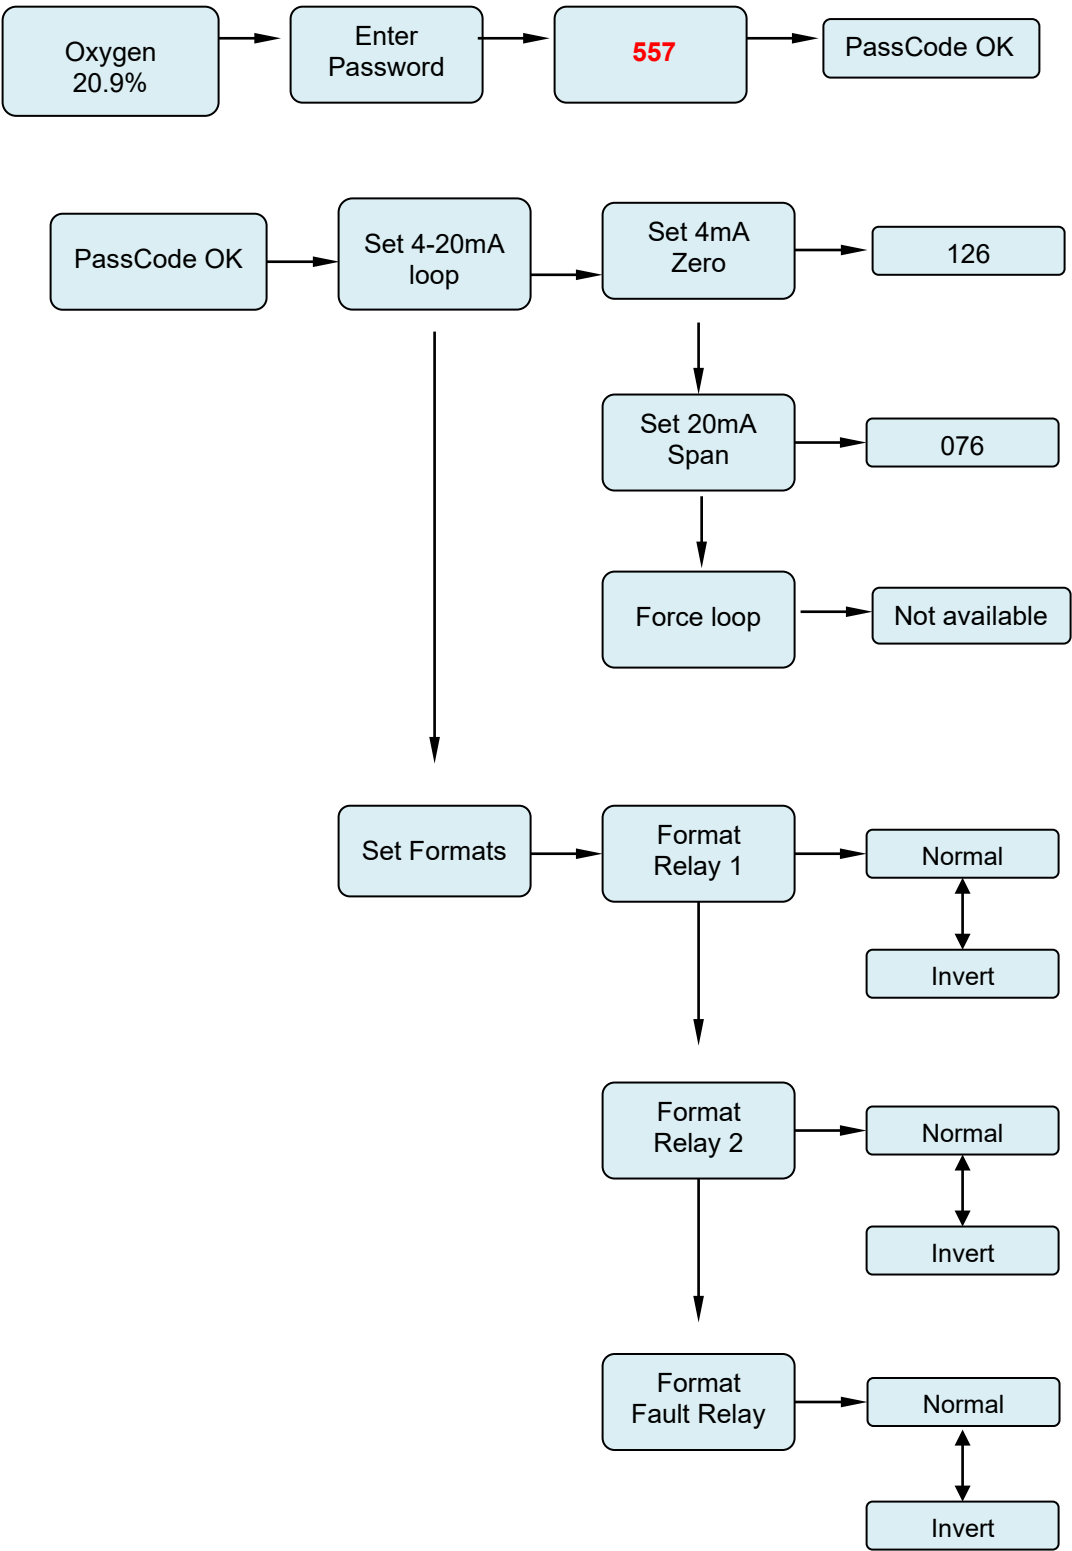 Oxygen
20.9%
Enter
Password
557
PassCode OK
PassCode OK
Set 4-20mA
loop
Set 4mA
Zero
126
Set 20mA
Span
076
Force loop
Not available
Set Formats
Format
Relay 1
Normal
Invert
Format
Relay 2
Normal
Invert
Format
Fault Relay
Normal
Invert